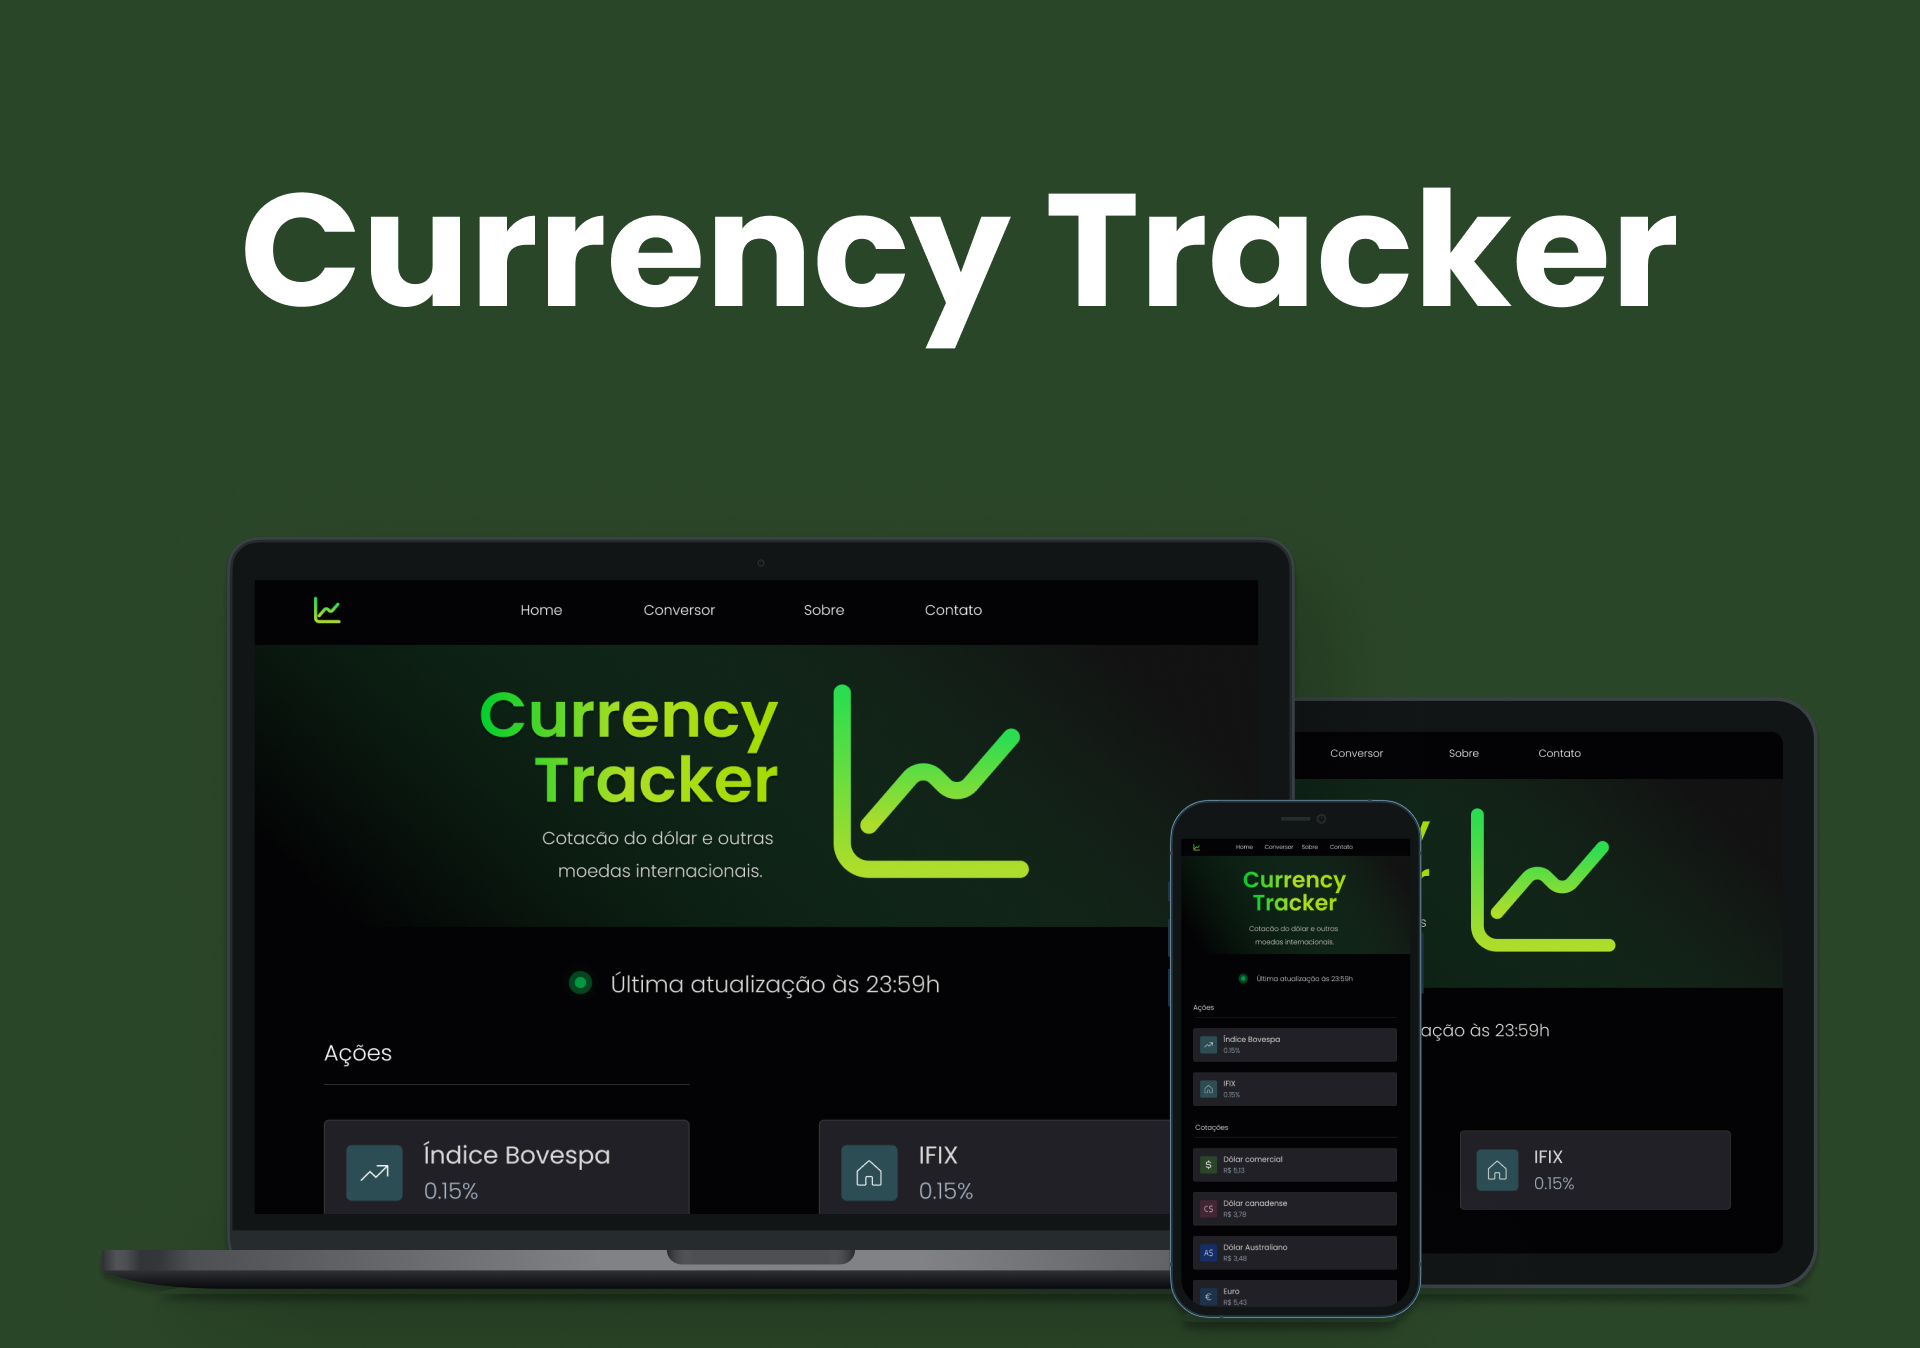 Currency Tracker
Home Conversor Sobre Contato
Currency
Tracker
Cotacão do dólar e outras
moedas internacionais.
Última atualização às 23:59h
Ações
Índice Bovespa
0.15%
IFIX
0.15%
Home Conversor Sobre Contato
Currency
Tracker
Cotacão do dólar e outras
moedas internacionais.
Última atualização às 23:59h
Ações
Índice Bovespa
0.15%
IFIX
0.15%
Cotações
$
Dólar comercial
R$ 5,13
C$
Dólar canadense
R$ 3,78
A$
Dólar Australiano
R$ 3,48
€
Euro
R$ 5,43
Conversor Sobre Contato
y
r
s
ação às 23:59h
IFIX
0.15%